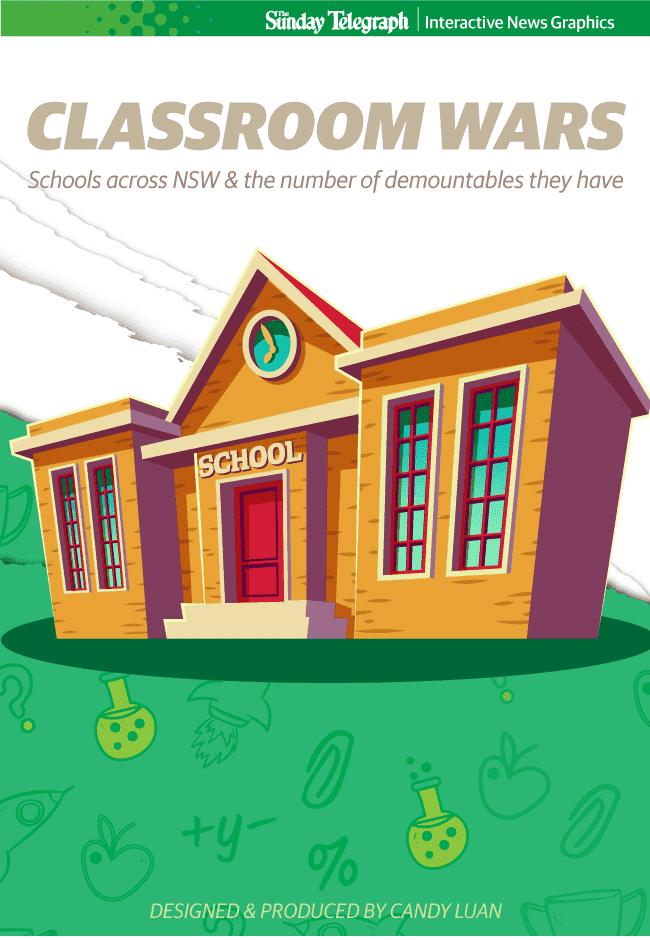 The Sunday Telegraph | Interactive News Graphics
CLASSROOM WARS
Schools across NSW & the number of demountables they have
SCHOOL
?
+y-
%
DESIGNED & PRODUCED BY CANDY LUAN